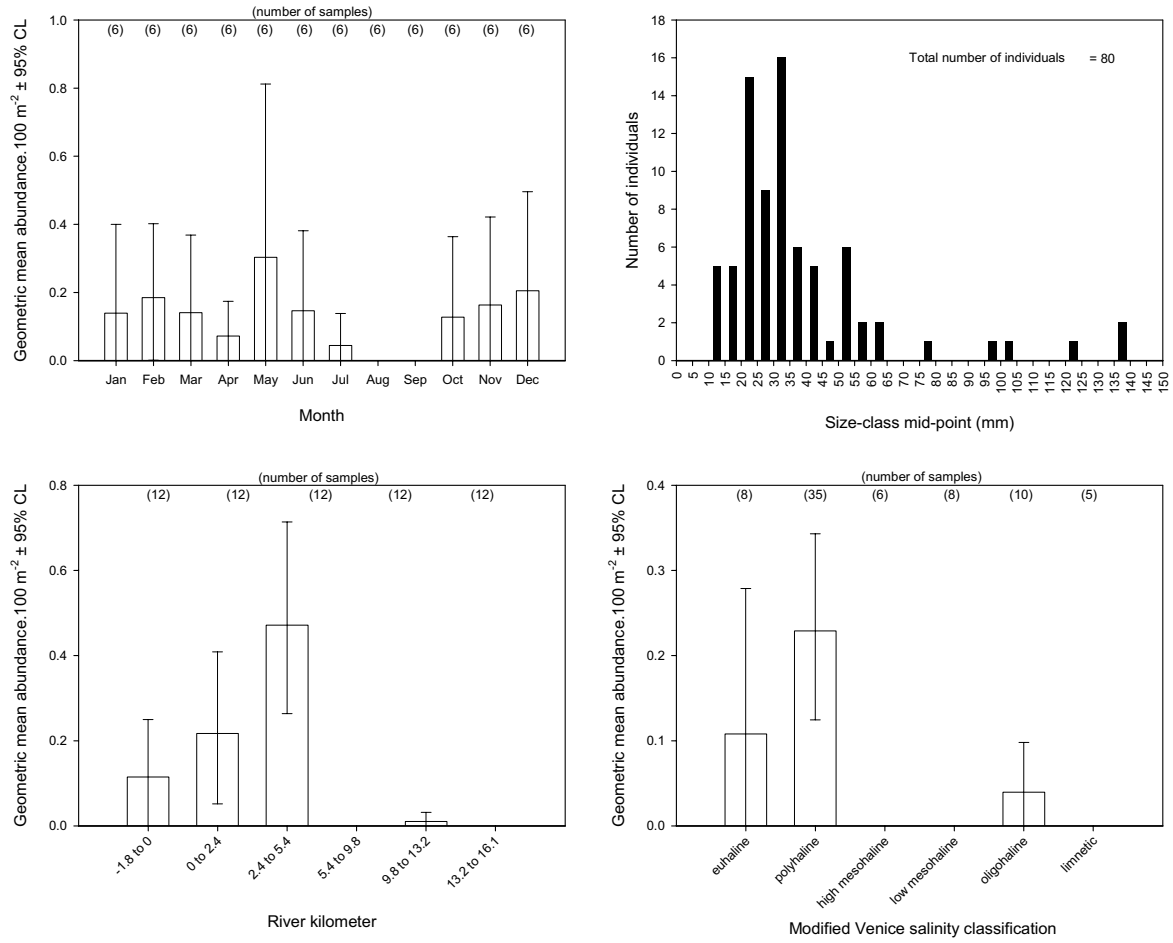 (number of samples)
(6) (6) (6) (6) (6) (6) (6) (6) (6) (6) (6) (6)
Geometric mean abundance.100 m⁻² ± 95% CL
1.0
0.8
0.6
0.4
0.2
0.0
Jan Feb Mar Apr May Jun Jul Aug Sep Oct Nov Dec
Month
Total number of individuals = 80
Number of individuals
18
16
14
12
10
8
6
4
2
0
0 5 10 15 20 25 30 35 40 45 50 55 60 65 70 75 80 85 90 95 100 105 110 115 120 125 130 135 140 145 150
Size-class mid-point (mm)
(number of samples)
(12) (12) (12) (12) (12)
Geometric mean abundance.100 m⁻² ± 95% CL
0.8
0.6
0.4
0.2
0.0
-1.8 to 0 0 to 2.4 2.4 to 5.4 5.4 to 9.8 9.8 to 13.2 13.2 to 16.1
River kilometer
(number of samples)
(8) (35) (6) (8) (10) (5)
Geometric mean abundance.100 m⁻² ± 95% CL
0.4
0.3
0.2
0.1
0.0
euhaline polyhaline high mesohaline low mesohaline oligohaline limnetic
Modified Venice salinity classification